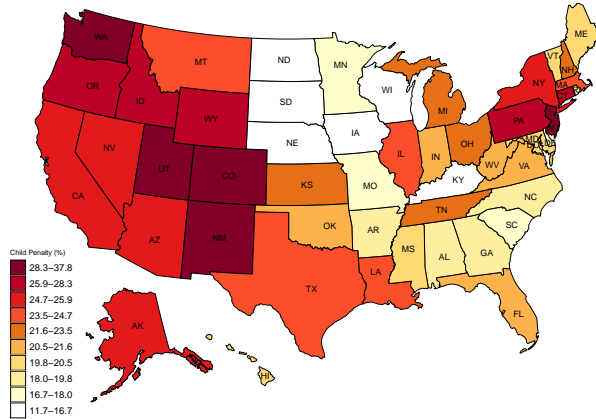 WA
MT
ND
MN
ME
VT
NH
OR
ID
SD
WI
NY
MA
CT
WY
MI
PA
NE
IA
NV
UT
CO
IL
IN
OH
MD
DE
WV
VA
CA
KS
MO
KY
NC
TN
AZ
NM
OK
AR
SC
MS
AL
GA
TX
LA
FL
AK
HI
Child Penalty (%)
28.3–37.8
25.9–28.3
24.7–25.9
23.5–24.7
21.6–23.5
20.5–21.6
19.8–20.5
18.0–19.8
16.7–18.0
11.7–16.7